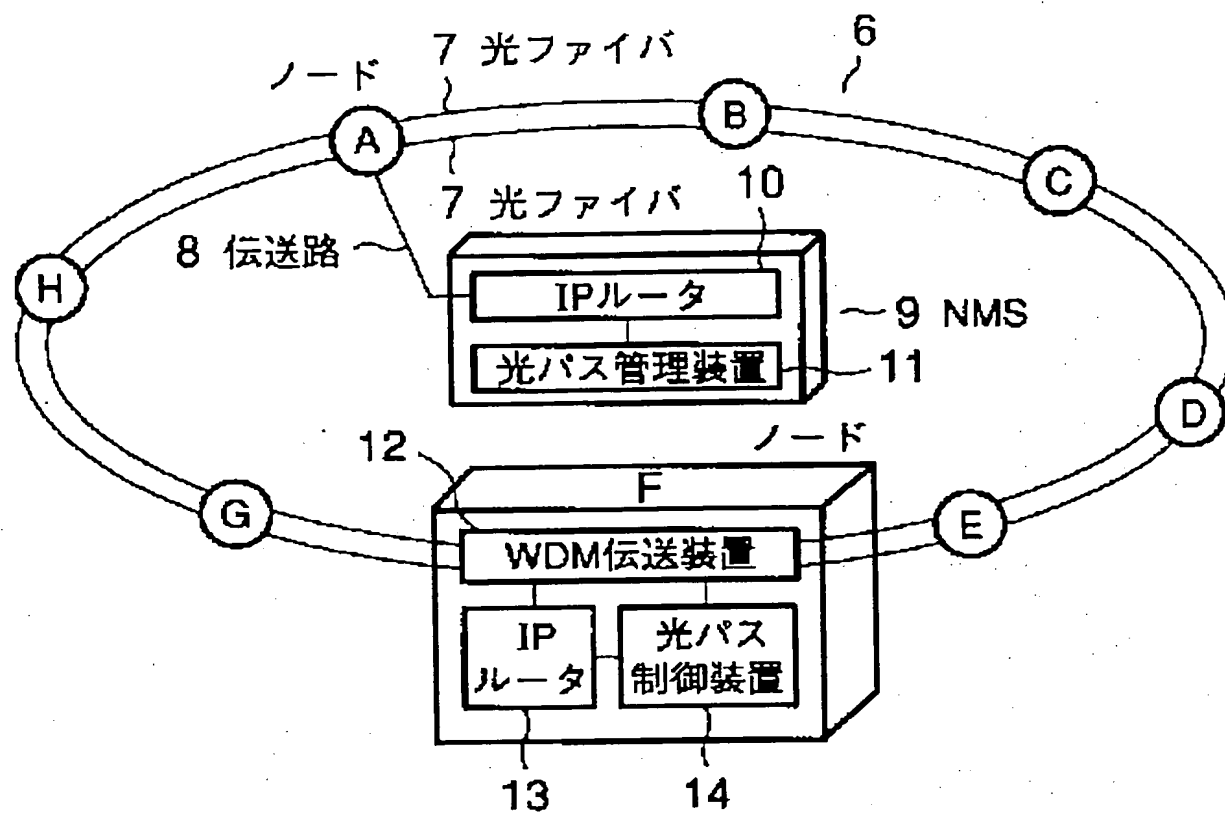 6
7 光ファイバ
ノード
A
B
C
7 光ファイバ
10
8 伝送路
H
IPルータ
9 NMS
光パス管理装置
11
D
ノード
12
F
G
E
WDM伝送装置
IP
ルータ
光パス
制御装置
13
14